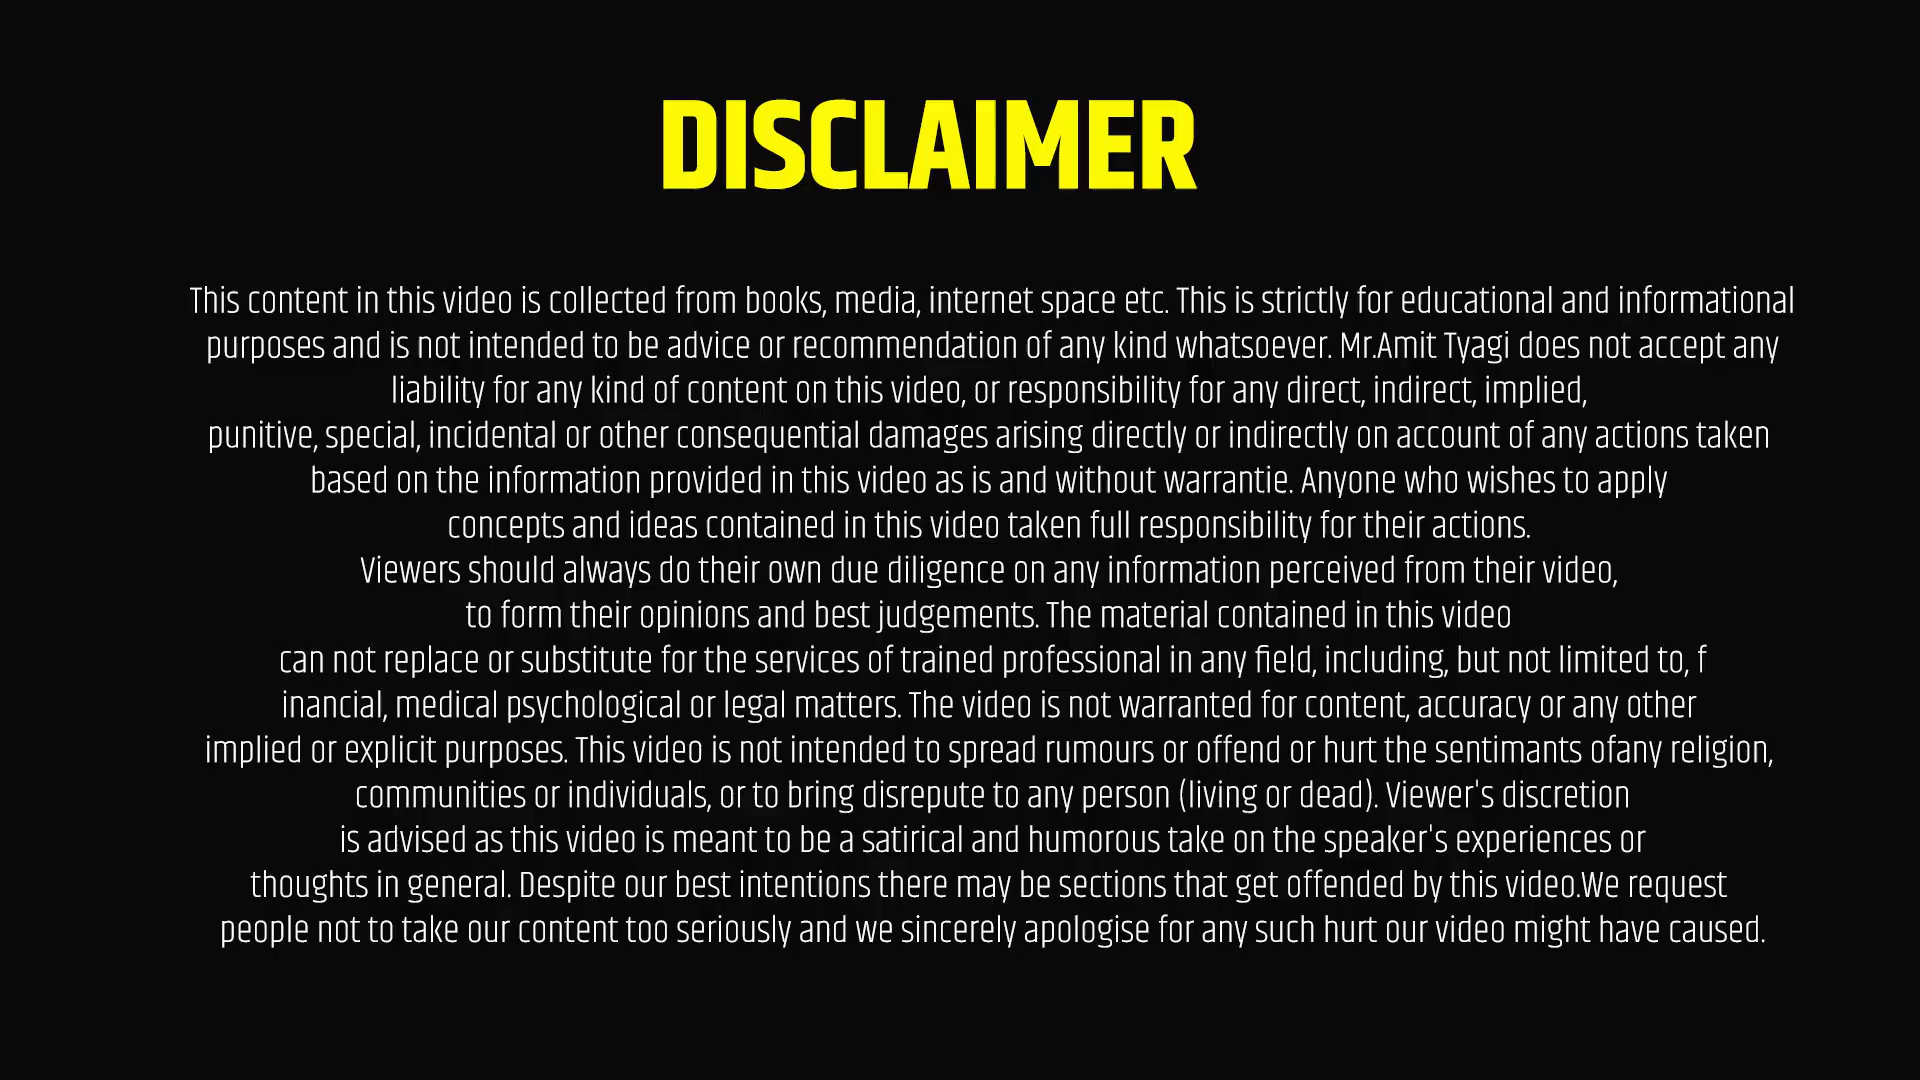 DISCLAIMER
This content in this video is collected from books, media, internet space etc. This is strictly for educational and informational
purposes and is not intended to be advice or recommendation of any kind whatsoever. Mr.Amit Tyagi does not accept any
liability for any kind of content on this video, or responsibility for any direct, indirect, implied,
punitive, special, incidental or other consequential damages arising directly or indirectly on account of any actions taken
based on the information provided in this video as is and without warrantie. Anyone who wishes to apply
concepts and ideas contained in this video taken full responsibility for their actions.
Viewers should always do their own due diligence on any information perceived from their video,
to form their opinions and best judgements. The material contained in this video
can not replace or substitute for the services of trained professional in any field, including, but not limited to, f
inancial, medical psychological or legal matters. The video is not warranted for content, accuracy or any other
implied or explicit purposes. This video is not intended to spread rumours or offend or hurt the sentimants ofany religion,
communities or individuals, or to bring disrepute to any person (living or dead). Viewer's discretion
is advised as this video is meant to be a satirical and humorous take on the speaker's experiences or
thoughts in general. Despite our best intentions there may be sections that get offended by this video.We request
people not to take our content too seriously and we sincerely apologise for any such hurt our video might have caused.